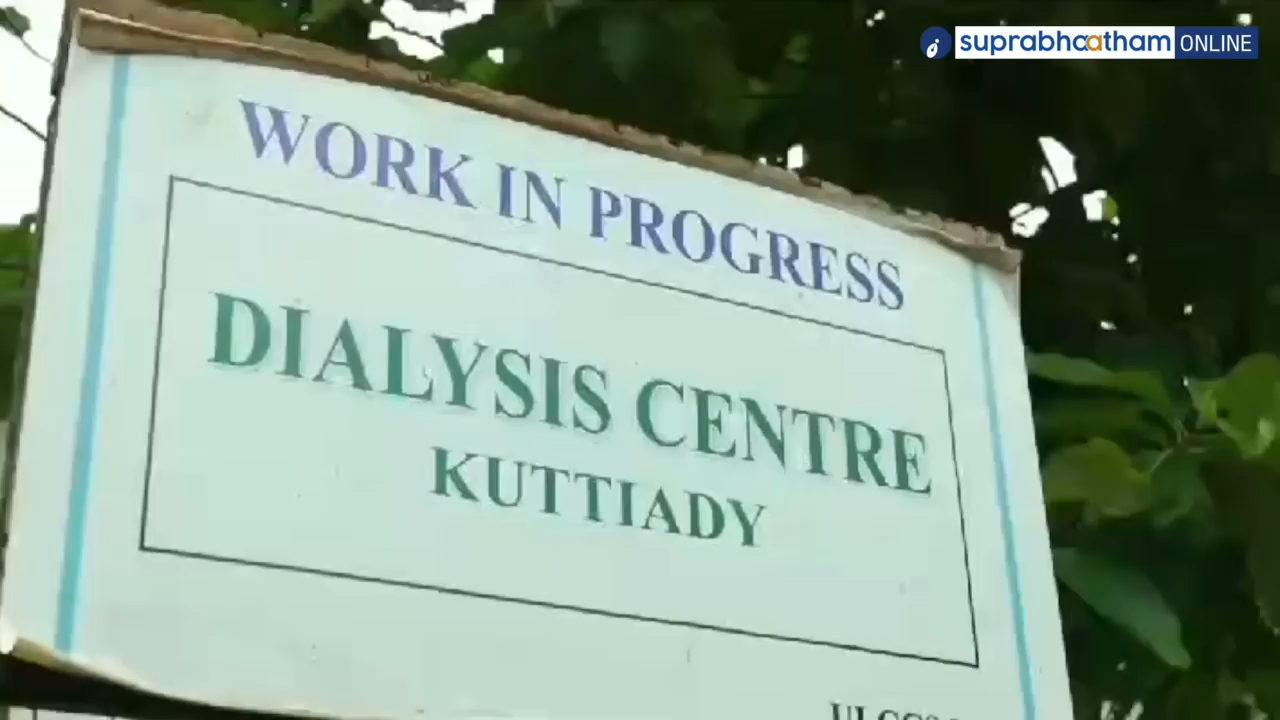 suprabhaatham ONLINE
WORK IN PROGRESS
DIALYSIS CENTRE
KUTTIADY